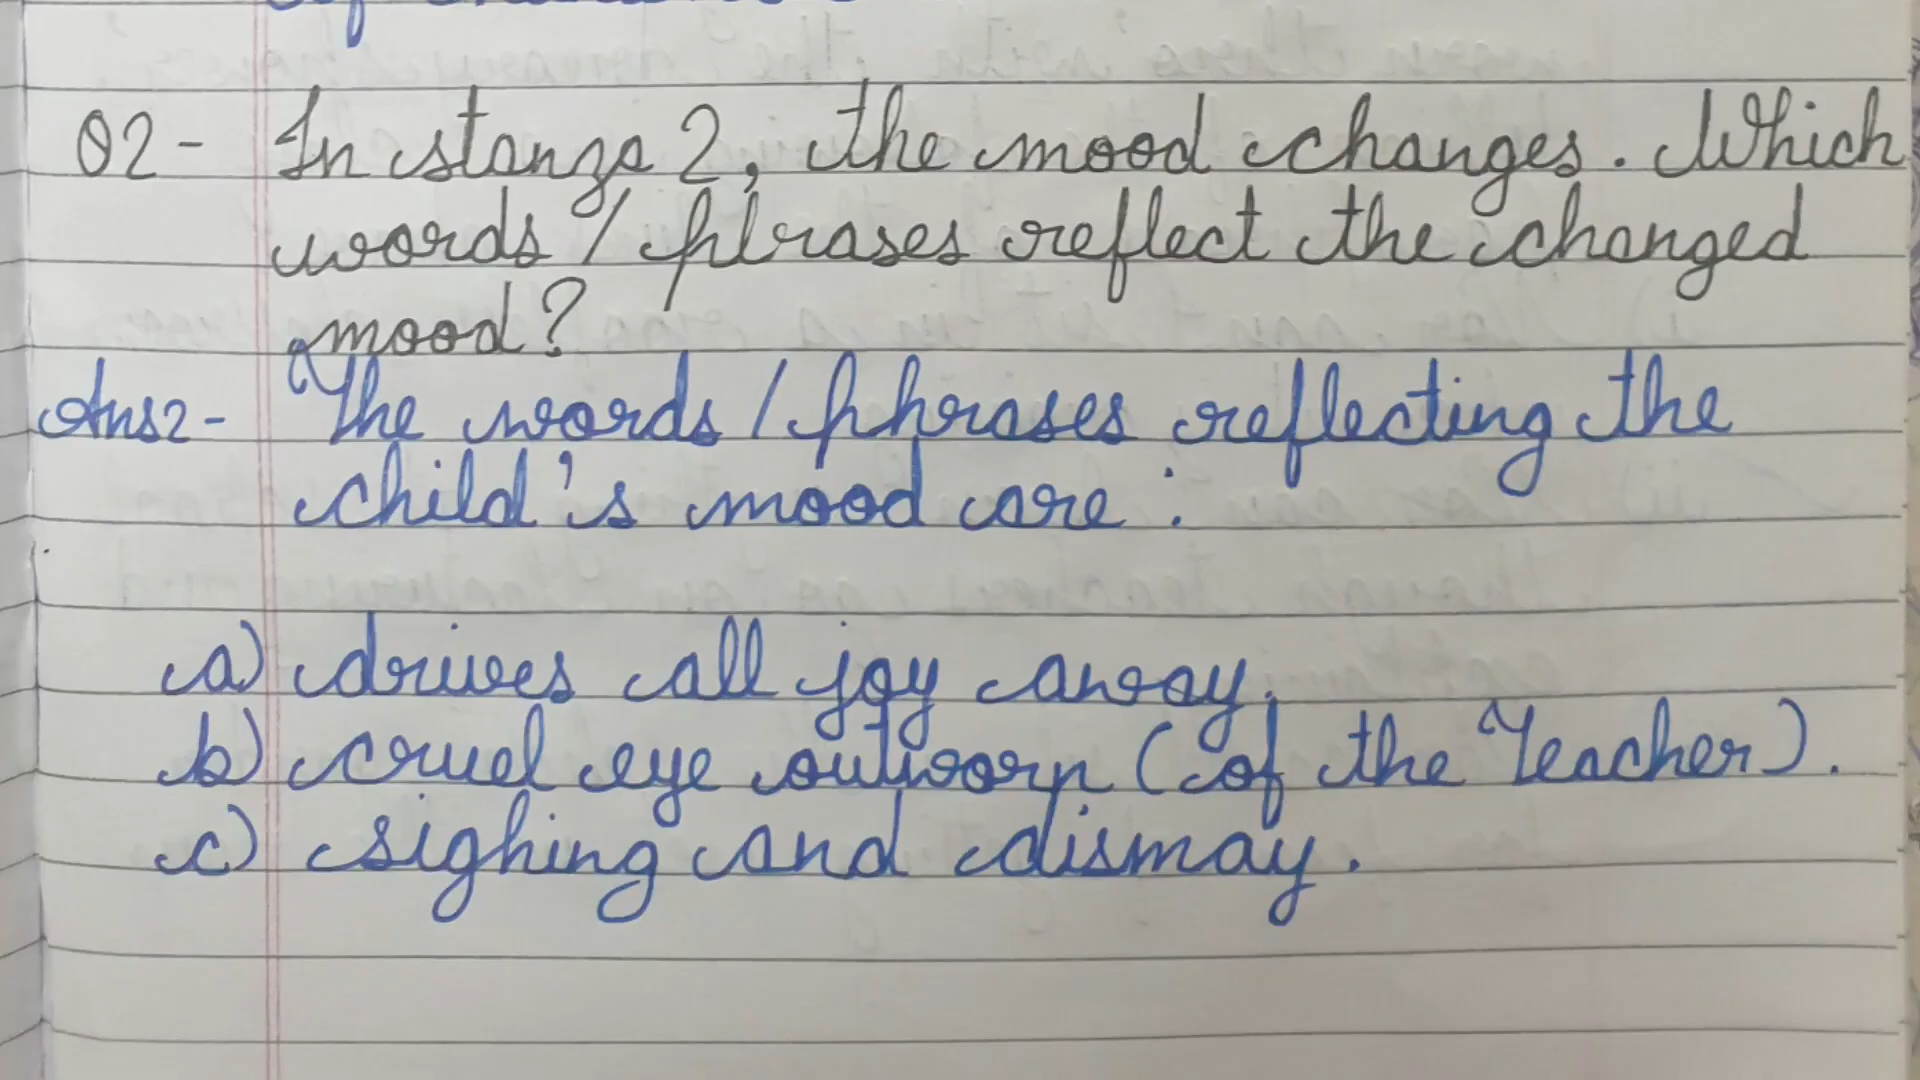 Q2- In stanza 2, the mood changes. Which
words / phrases reflect the changed
mood?
Ans2- The words / phrases reflecting the
child's mood are :
a) drives all joy away.
b) cruel eye outworn (of the Teacher).
c) sighing and dismay.